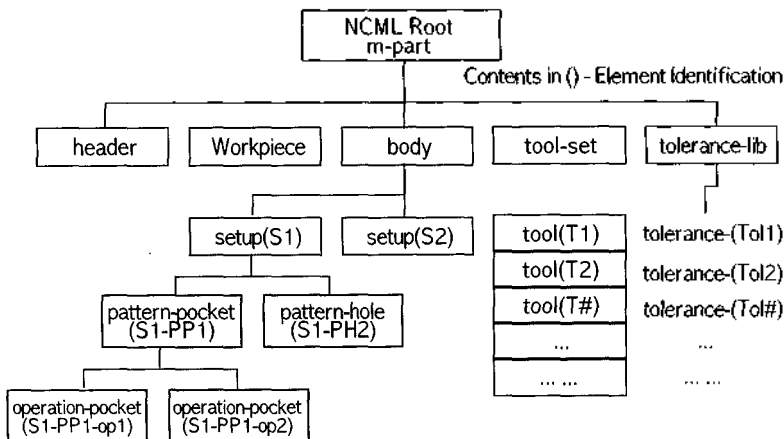 NCML Root
m-part
Contents in () - Element Identification
header
Workpiece
body
tool-set
tolerance-lib
setup(S1)
setup(S2)
tool(T1)
tolerance-(Tol1)
tool(T2)
tolerance-(Tol2)
pattern-pocket
(S1-PP1)
pattern-hole
(S1-PH2)
tool(T#)
tolerance-(Tol#)
...
...
... ...
... ...
operation-pocket
(S1-PP1-op1)
operation-pocket
(S1-PP1-op2)